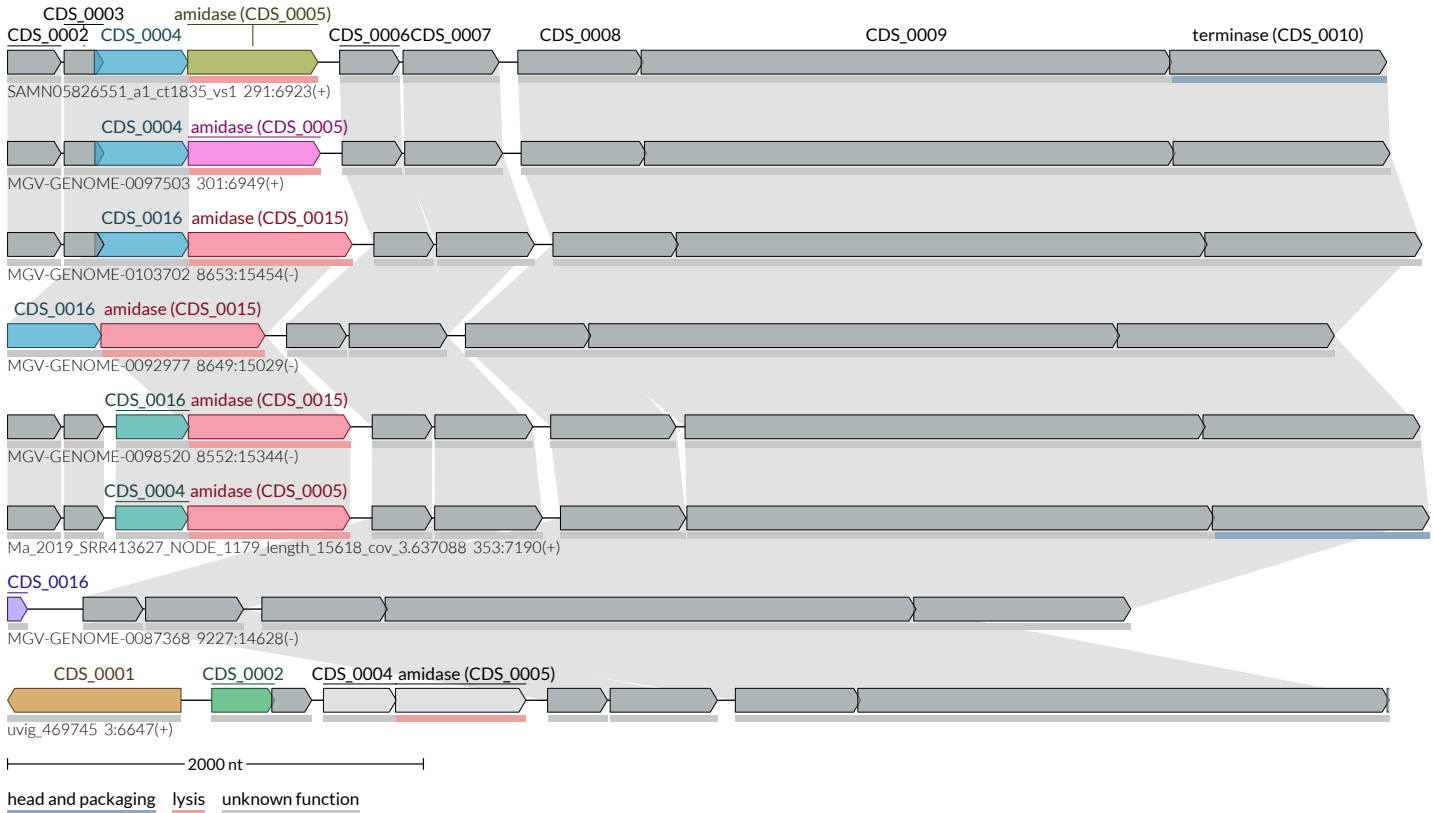 CDS_0003 amidase (CDS_0005)
CDS_0002 CDS_0004 CDS_0006 CDS_0007 CDS_0008 CDS_0009 terminase (CDS_0010)
SAMN05826551_a1_ct1835_vs1 291:6923(+)
CDS_0004 amidase (CDS_0005)
MGV-GENOME-0097503 301:6949(+)
CDS_0016 amidase (CDS_0015)
MGV-GENOME-0103702 8653:15454(-)
CDS_0016 amidase (CDS_0015)
MGV-GENOME-0092977 8649:15029(-)
CDS_0016 amidase (CDS_0015)
MGV-GENOME-0098520 8552:15344(-)
CDS_0004 amidase (CDS_0005)
Ma_2019_SRR413627_NODE_1179_length_15618_cov_3.637088 353:7190(+)
CDS_0016
MGV-GENOME-0087368 9227:14628(-)
CDS_0001 CDS_0002 CDS_0004 amidase (CDS_0005)
uvig_469745 3:6647(+)
2000 nt
head and packaging lysis unknown function